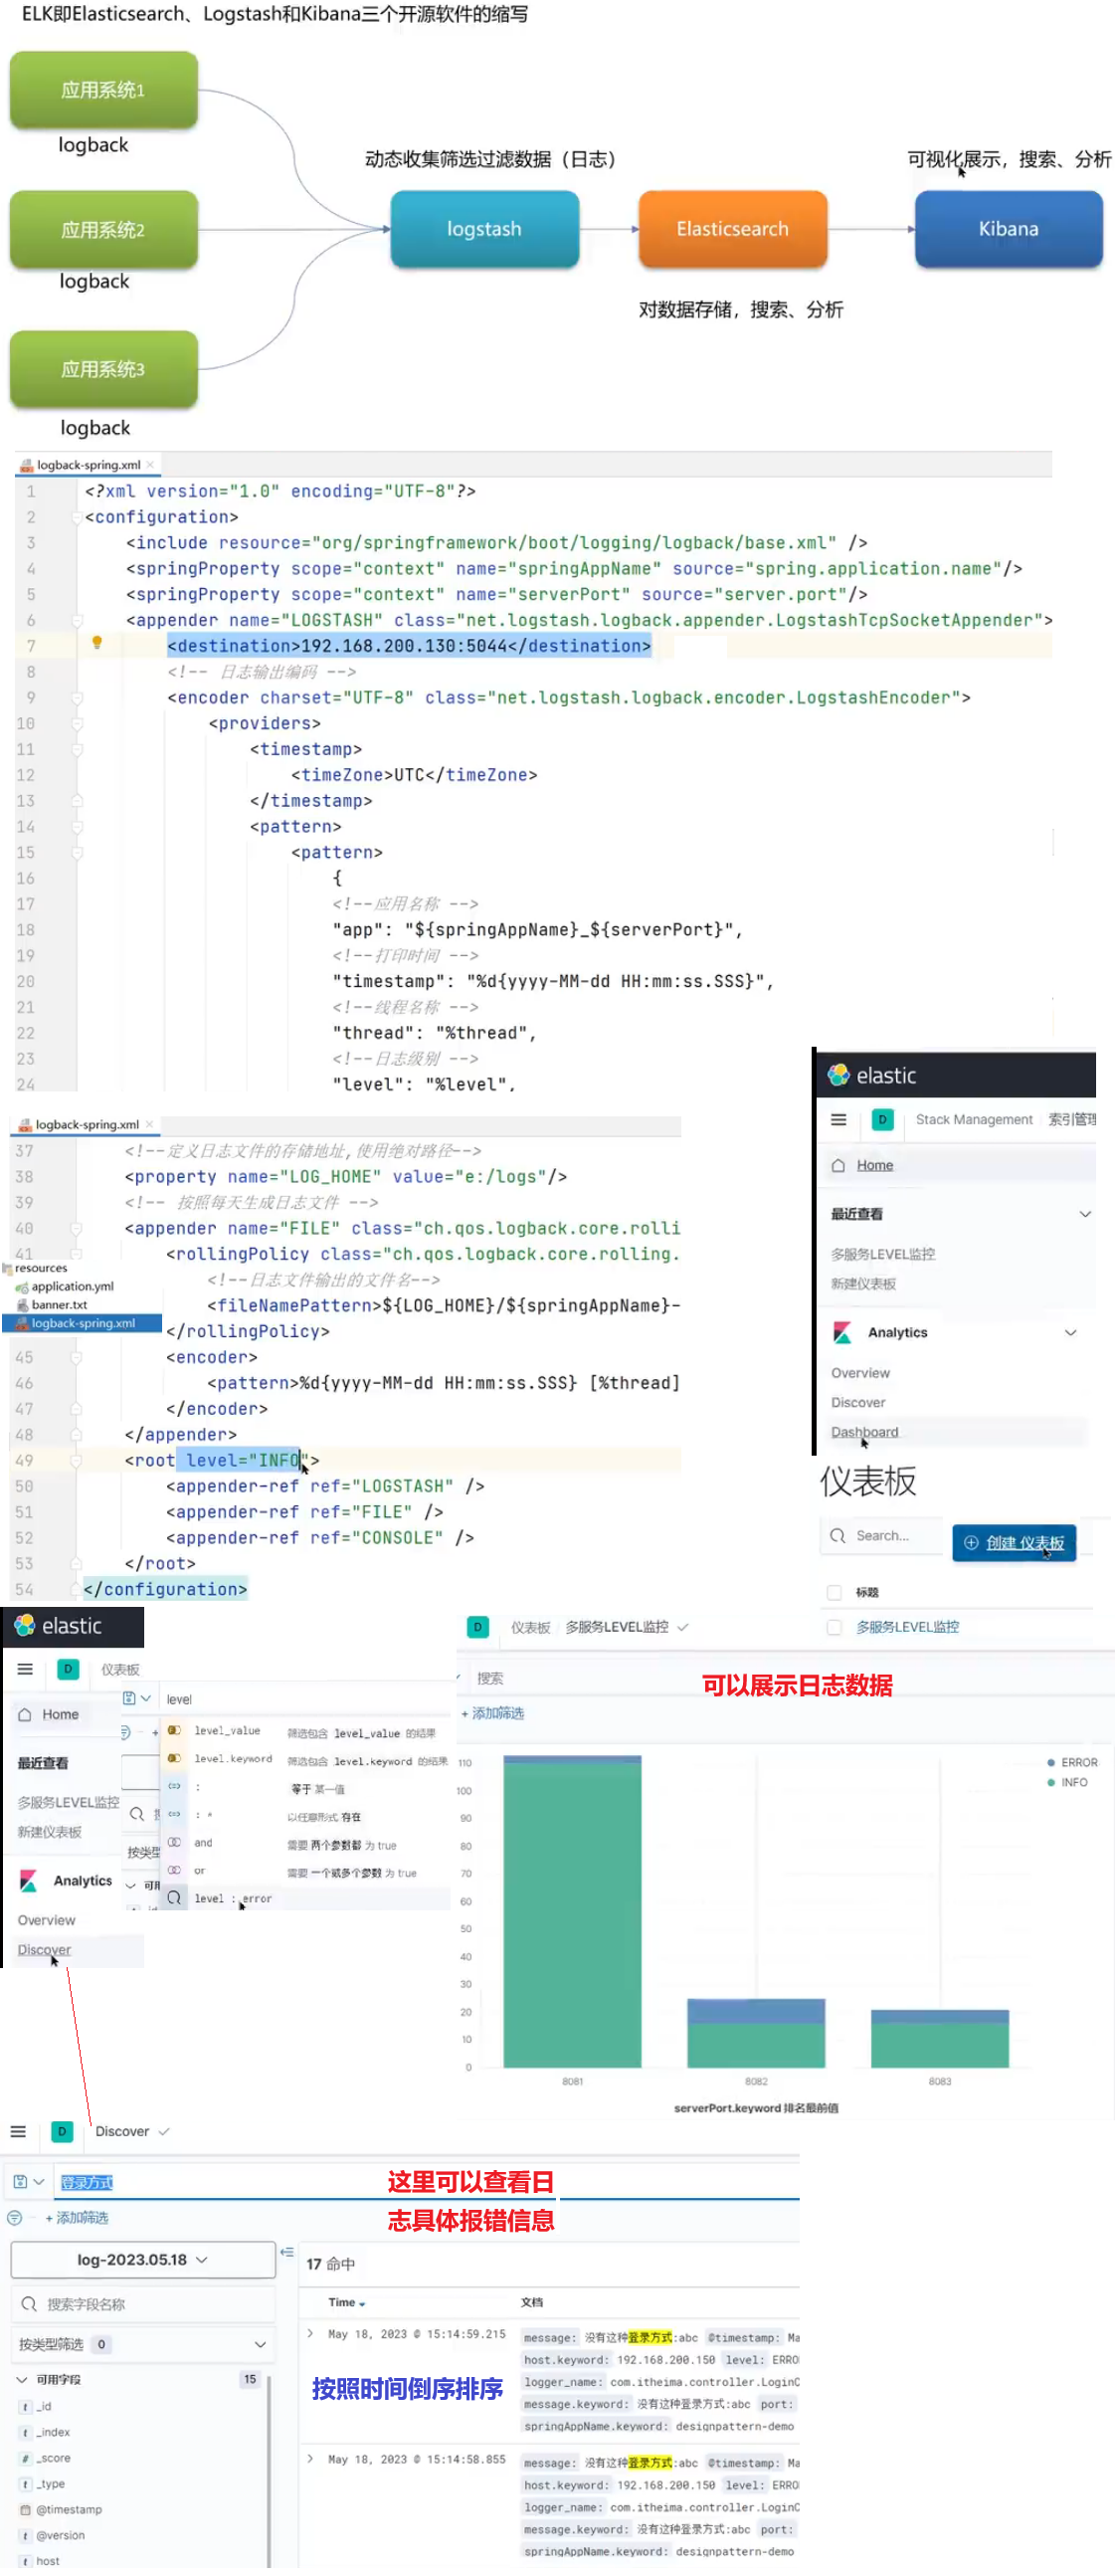 ELK即Elasticsearch、Logstash和Kibana三个开源软件的缩写
应用系统1
logback
动态收集筛选过滤数据（日志）
可视化展示，搜索、分析
应用系统2
logstash
Elasticsearch
Kibana
logback
对数据存储，搜索、分析
应用系统3
logback
logback-spring.xml
1 <?xml version="1.0" encoding="UTF-8"?>
2 <configuration>
3 <include resource="org/springframework/boot/logging/logback/base.xml" />
4 <springProperty scope="context" name="springAppName" source="spring.application.name"/>
5 <springProperty scope="context" name="serverPort" source="server.port"/>
6 <appender name="LOGSTASH" class="net.logstash.logback.appender.LogstashTcpSocketAppender">
7 <destination>192.168.200.130:5044</destination>
8 <!-- 日志输出编码 -->
9 <encoder charset="UTF-8" class="net.logstash.logback.encoder.LogstashEncoder">
10 <providers>
11 <timestamp>
12 <timeZone>UTC</timeZone>
13 </timestamp>
14 <pattern>
15 <pattern>
16 {
17 <!--应用名称 -->
18 "app": "${springAppName}_${serverPort}",
19 <!--打印时间 -->
20 "timestamp": "%d{yyyy-MM-dd HH:mm:ss.SSS}",
21 <!--线程名称 -->
22 "thread": "%thread",
23 <!--日志级别 -->
24 "level": "%level",
logback-spring.xml
37 <!--定义日志文件的存储地址,使用绝对路径-->
38 <property name="LOG_HOME" value="e:/logs"/>
39 <!-- 按照每天生成日志文件 -->
40 <appender name="FILE" class="ch.qos.logback.core.rolli
41 <rollingPolicy class="ch.qos.logback.core.rolling.
resources
<!--日志文件输出的文件名-->
application.yml
<fileNamePattern>${LOG_HOME}/${springAppName}-
banner.txt
logback-spring.xml
</rollingPolicy>
45 <encoder>
46 <pattern>%d{yyyy-MM-dd HH:mm:ss.SSS} [%thread]
47 </encoder>
48 </appender>
49 <root level="INFO">
50 <appender-ref ref="LOGSTASH" />
51 <appender-ref ref="FILE" />
52 <appender-ref ref="CONSOLE" />
53 </root>
54 </configuration>
elastic
D Stack Management 索引管理
Home
最近查看
多服务LEVEL监控
新建仪表板
Analytics
Overview
Discover
Dashboard
仪表板
Search...
创建 仪表板
标题
多服务LEVEL监控
elastic
D 仪表板
Home
最近查看
多服务LEVEL监控
新建仪表板
Analytics
Overview
Discover
按类型
level
level_value 筛选包含 level_value 的结果
level.keyword 筛选包含 level.keyword 的结果
: 等于 某一值
: * 以任意形式 存在
and 需要 两个参数都 为 true
or 需要 一个或多个参数 为 true
level : error
D 仪表板 多服务LEVEL监控
搜索
可以展示日志数据
+ 添加筛选
110
100
90
80
70
60
50
40
30
20
10
0
ERROR
INFO
8081 8082 8083
serverPort.keyword 排名最前值
D Discover
登录方式
这里可以查看日
志具体报错信息
+ 添加筛选
log-2023.05.18
17 命中
搜索字段名称
Time 文档
按类型筛选 0
可用字段 15
t _id
t _index
# _score
t _type
@timestamp
t @version
t host
May 18, 2023 @ 15:14:59.215
message: 没有这种登录方式:abc @timestamp: Ma
host.keyword: 192.168.200.150 level: ERRO
logger_name: com.itheima.controller.LoginC
message.keyword: 没有这种登录方式:abc port:
springAppName.keyword: designpattern-demo
按照时间倒序排序
May 18, 2023 @ 15:14:58.855
message: 没有这种登录方式:abc @timestamp: Ma
host.keyword: 192.168.200.150 level: ERRO
logger_name: com.itheima.controller.LoginC
message.keyword: 没有这种登录方式:abc port:
springAppName.keyword: designpattern-demo